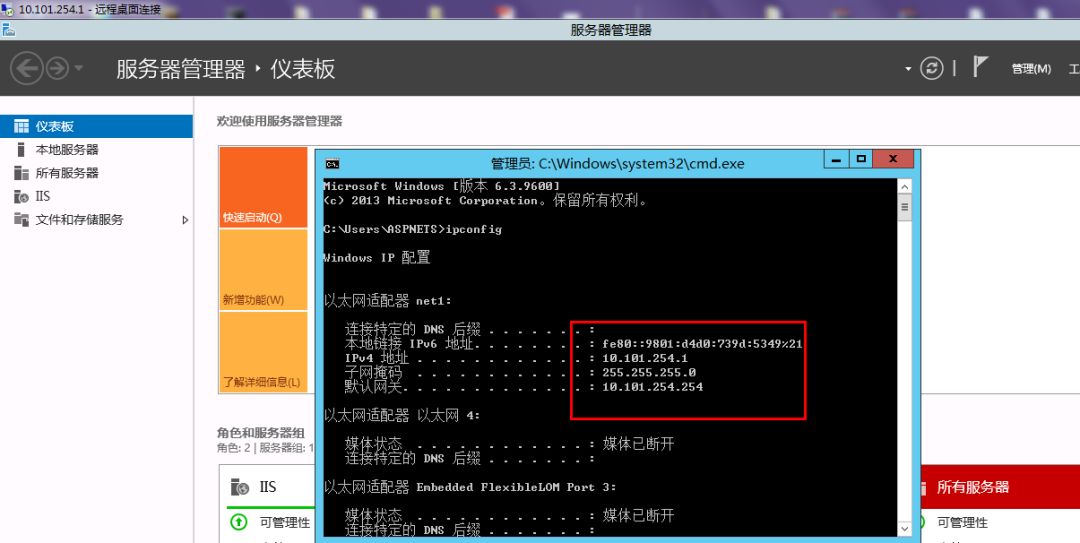 10.101.254.1 - 远程桌面连接
服务器管理器
服务器管理器 ‣ 仪表板
管理(M)
仪表板
本地服务器
所有服务器
IIS
文件和存储服务
欢迎使用服务器管理器
快速启动(Q)
新增功能(W)
了解详细信息(L)
管理员: C:\Windows\system32\cmd.exe
Microsoft Windows [版本 6.3.9600]
(c) 2013 Microsoft Corporation。保留所有权利。
C:\Users\ASPNETS>ipconfig
Windows IP 配置
以太网适配器 net1:
连接特定的 DNS 后缀 . . . . . . . :
本地链接 IPv6 地址. . . . . . . . : fe80::9801:d4d0:739d:5349%21
IPv4 地址 . . . . . . . . . . . . : 10.101.254.1
子网掩码 . . . . . . . . . . . . : 255.255.255.0
默认网关. . . . . . . . . . . . . : 10.101.254.254
以太网适配器 以太网 4:
媒体状态 . . . . . . . . . . . . : 媒体已断开
连接特定的 DNS 后缀 . . . . . . . :
以太网适配器 Embedded FlexibleLOM Port 3:
媒体状态 . . . . . . . . . . . . : 媒体已断开
连接特定的 DNS 后缀 . . . . . . . :
角色和服务器组
角色: 2 | 服务器组: 1
IIS
可管理性
所有服务器
可管理性